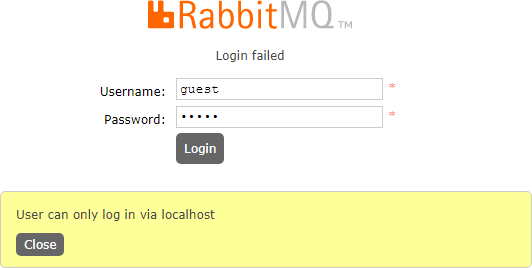 RabbitMQ™
Login failed
Username: guest *
Password: ••••• *
Login
User can only log in via localhost
Close